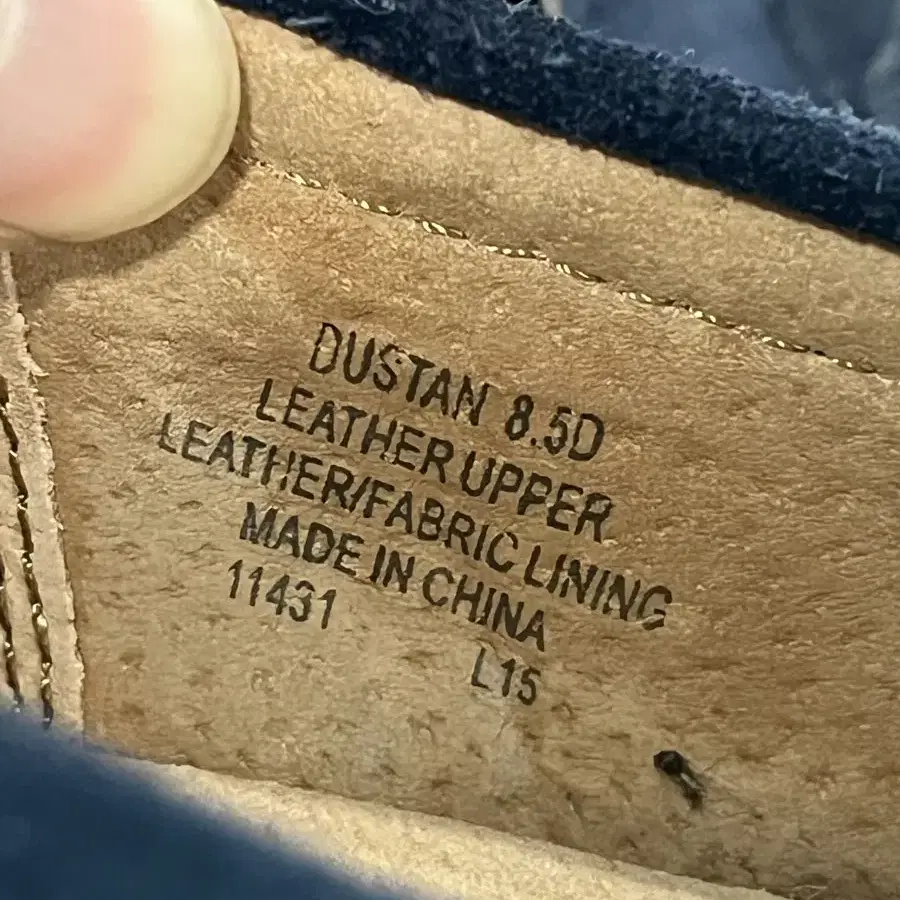 DUSTAN 8.5D
LEATHER UPPER
LEATHER/FABRIC LINING
MADE IN CHINA
11431
L15